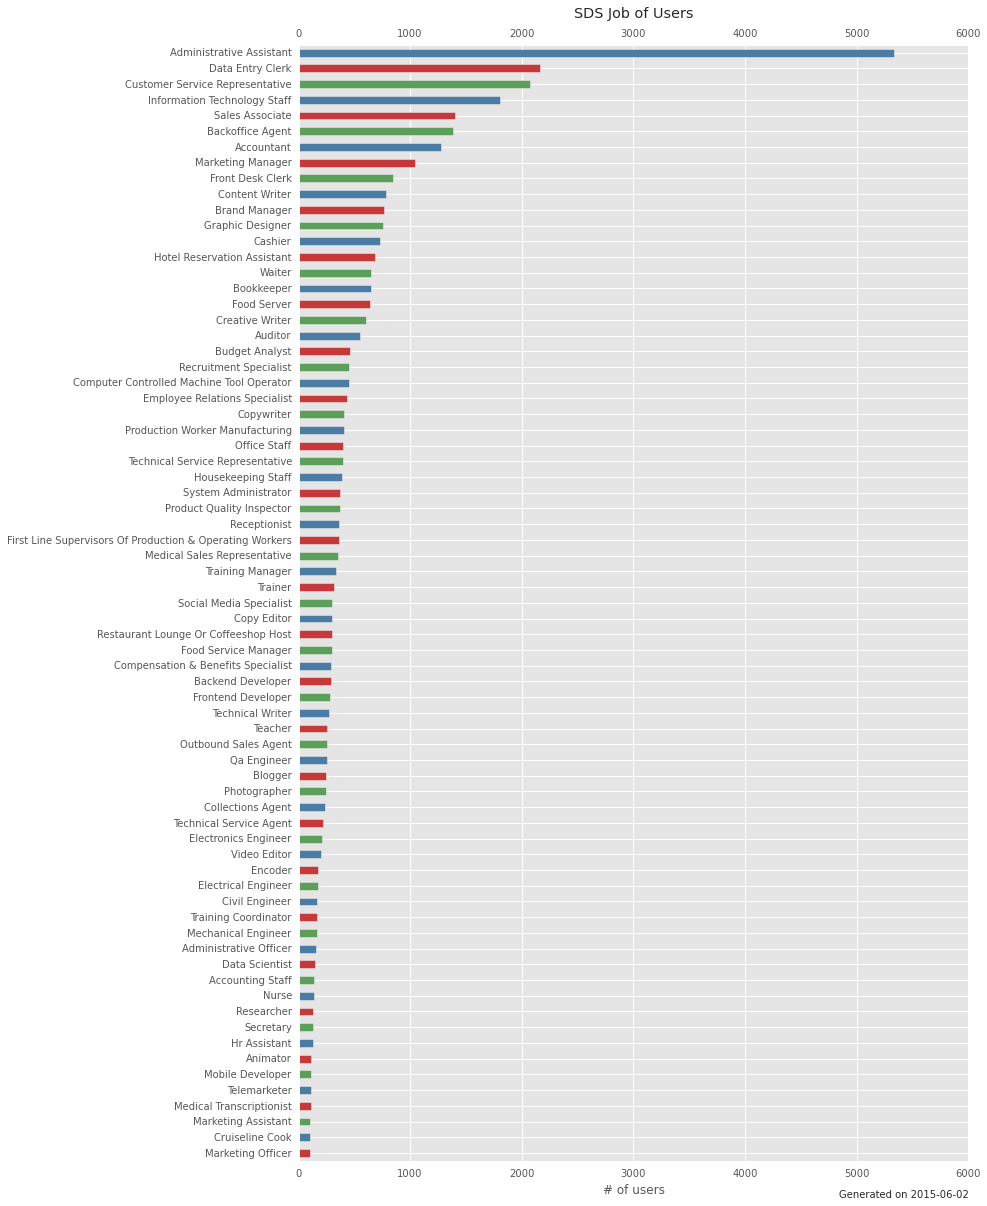 SDS Job of Users
0 1000 2000 3000 4000 5000 6000
Administrative Assistant
Data Entry Clerk
Customer Service Representative
Information Technology Staff
Sales Associate
Backoffice Agent
Accountant
Marketing Manager
Front Desk Clerk
Content Writer
Brand Manager
Graphic Designer
Cashier
Hotel Reservation Assistant
Waiter
Bookkeeper
Food Server
Creative Writer
Auditor
Budget Analyst
Recruitment Specialist
Computer Controlled Machine Tool Operator
Employee Relations Specialist
Copywriter
Production Worker Manufacturing
Office Staff
Technical Service Representative
Housekeeping Staff
System Administrator
Product Quality Inspector
Receptionist
First Line Supervisors Of Production & Operating Workers
Medical Sales Representative
Training Manager
Trainer
Social Media Specialist
Copy Editor
Restaurant Lounge Or Coffeeshop Host
Food Service Manager
Compensation & Benefits Specialist
Backend Developer
Frontend Developer
Technical Writer
Teacher
Outbound Sales Agent
Qa Engineer
Blogger
Photographer
Collections Agent
Technical Service Agent
Electronics Engineer
Video Editor
Encoder
Electrical Engineer
Civil Engineer
Training Coordinator
Mechanical Engineer
Administrative Officer
Data Scientist
Accounting Staff
Nurse
Researcher
Secretary
Hr Assistant
Animator
Mobile Developer
Telemarketer
Medical Transcriptionist
Marketing Assistant
Cruiseline Cook
Marketing Officer
0 1000 2000 3000 4000 5000 6000
# of users
Generated on 2015-06-02